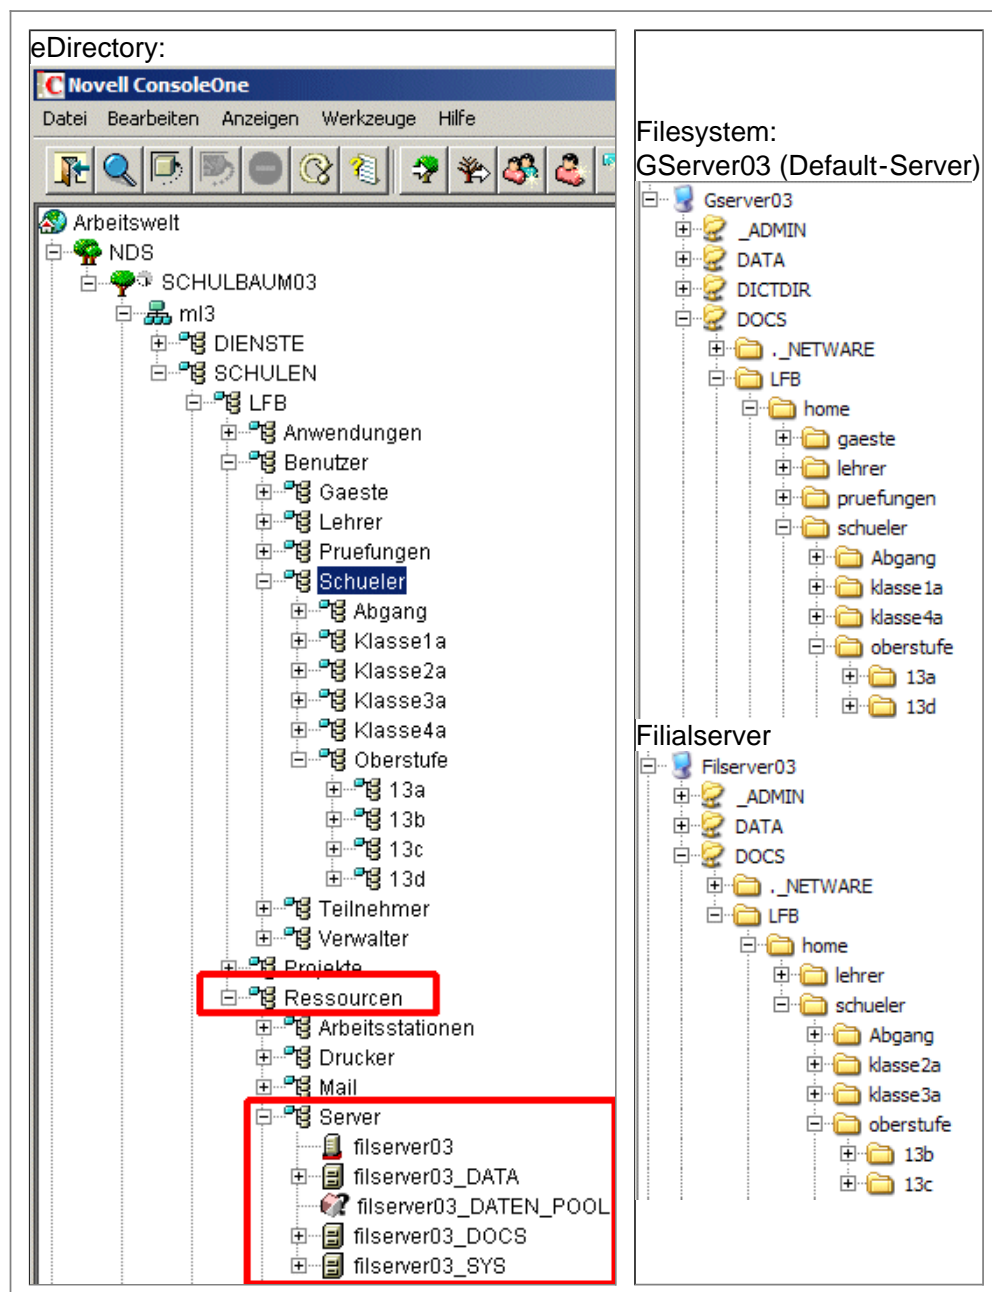 eDirectory:
Novell ConsoleOne
Datei Bearbeiten Anzeigen Werkzeuge Hilfe
Arbeitswelt
NDS
SCHULBAUM03
ml3
DIENSTE
SCHULEN
LFB
Anwendungen
Benutzer
Gaeste
Lehrer
Pruefungen
Schueler
Abgang
Klasse1a
Klasse2a
Klasse3a
Klasse4a
Oberstufe
13a
13b
13c
13d
Teilnehmer
Verwalter
Projekte
Ressourcen
Arbeitsstationen
Drucker
Mail
Server
filserver03
filserver03_DATA
filserver03_DATEN_POOL
filserver03_DOCS
filserver03_SYS
Filesystem:
GServer03 (Default-Server)
Gserver03
_ADMIN
DATA
DICTDIR
DOCS
._NETWARE
LFB
home
gaeste
lehrer
pruefungen
schueler
Abgang
klasse1a
klasse4a
oberstufe
13a
13d
Filialserver
Filserver03
_ADMIN
DATA
DOCS
._NETWARE
LFB
home
lehrer
schueler
Abgang
klasse2a
klasse3a
oberstufe
13b
13c